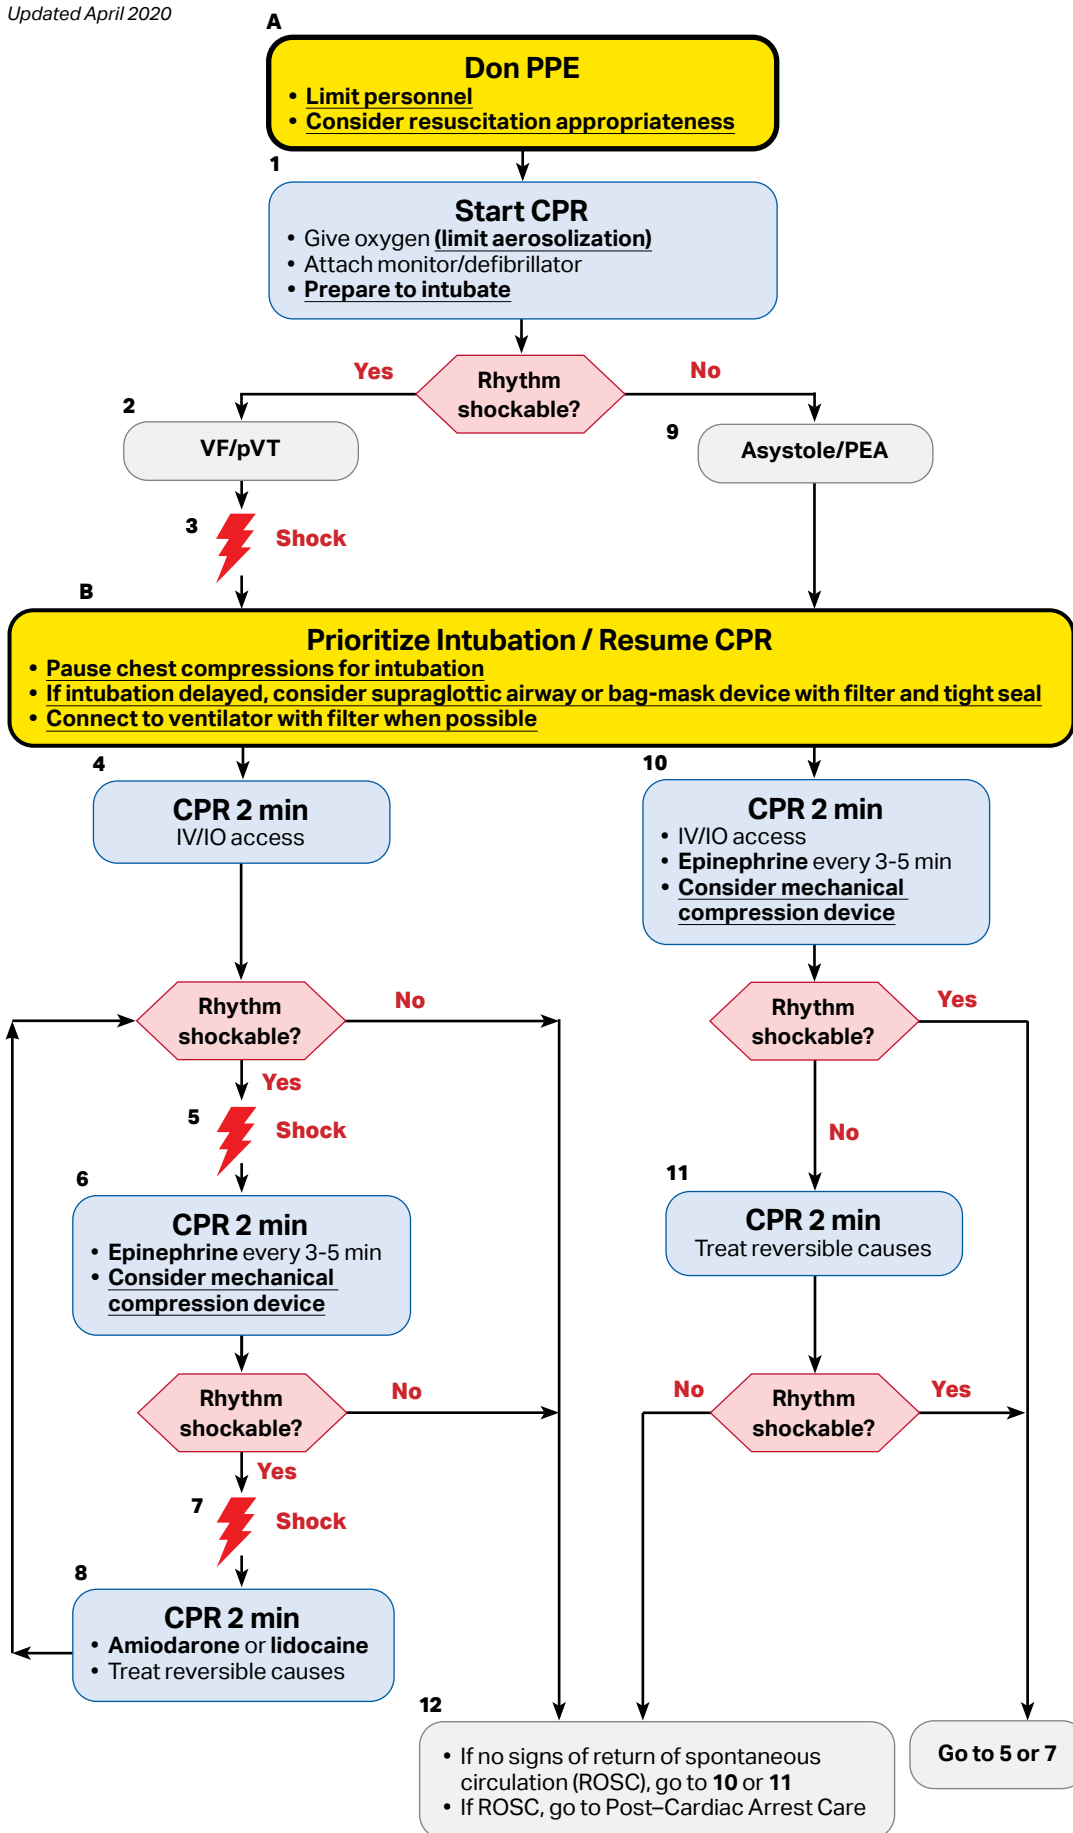 Updated April 2020
A
Don PPE
• Limit personnel
• Consider resuscitation appropriateness
1
Start CPR
• Give oxygen (limit aerosolization)
• Attach monitor/defibrillator
• Prepare to intubate
Yes
Rhythm
shockable?
No
2
VF/pVT
9
Asystole/PEA
3
Shock
B
Prioritize Intubation / Resume CPR
• Pause chest compressions for intubation
• If intubation delayed, consider supraglottic airway or bag-mask device with filter and tight seal
• Connect to ventilator with filter when possible
4
CPR 2 min
IV/IO access
10
CPR 2 min
• IV/IO access
• Epinephrine every 3-5 min
• Consider mechanical
compression device
Rhythm
shockable?
No
Yes
Rhythm
shockable?
Yes
No
5
Shock
6
CPR 2 min
• Epinephrine every 3-5 min
• Consider mechanical
compression device
11
CPR 2 min
Treat reversible causes
Rhythm
shockable?
No
Yes
No
Rhythm
shockable?
Yes
7
Shock
8
CPR 2 min
• Amiodarone or lidocaine
• Treat reversible causes
12
• If no signs of return of spontaneous
circulation (ROSC), go to 10 or 11
• If ROSC, go to Post–Cardiac Arrest Care
Go to 5 or 7